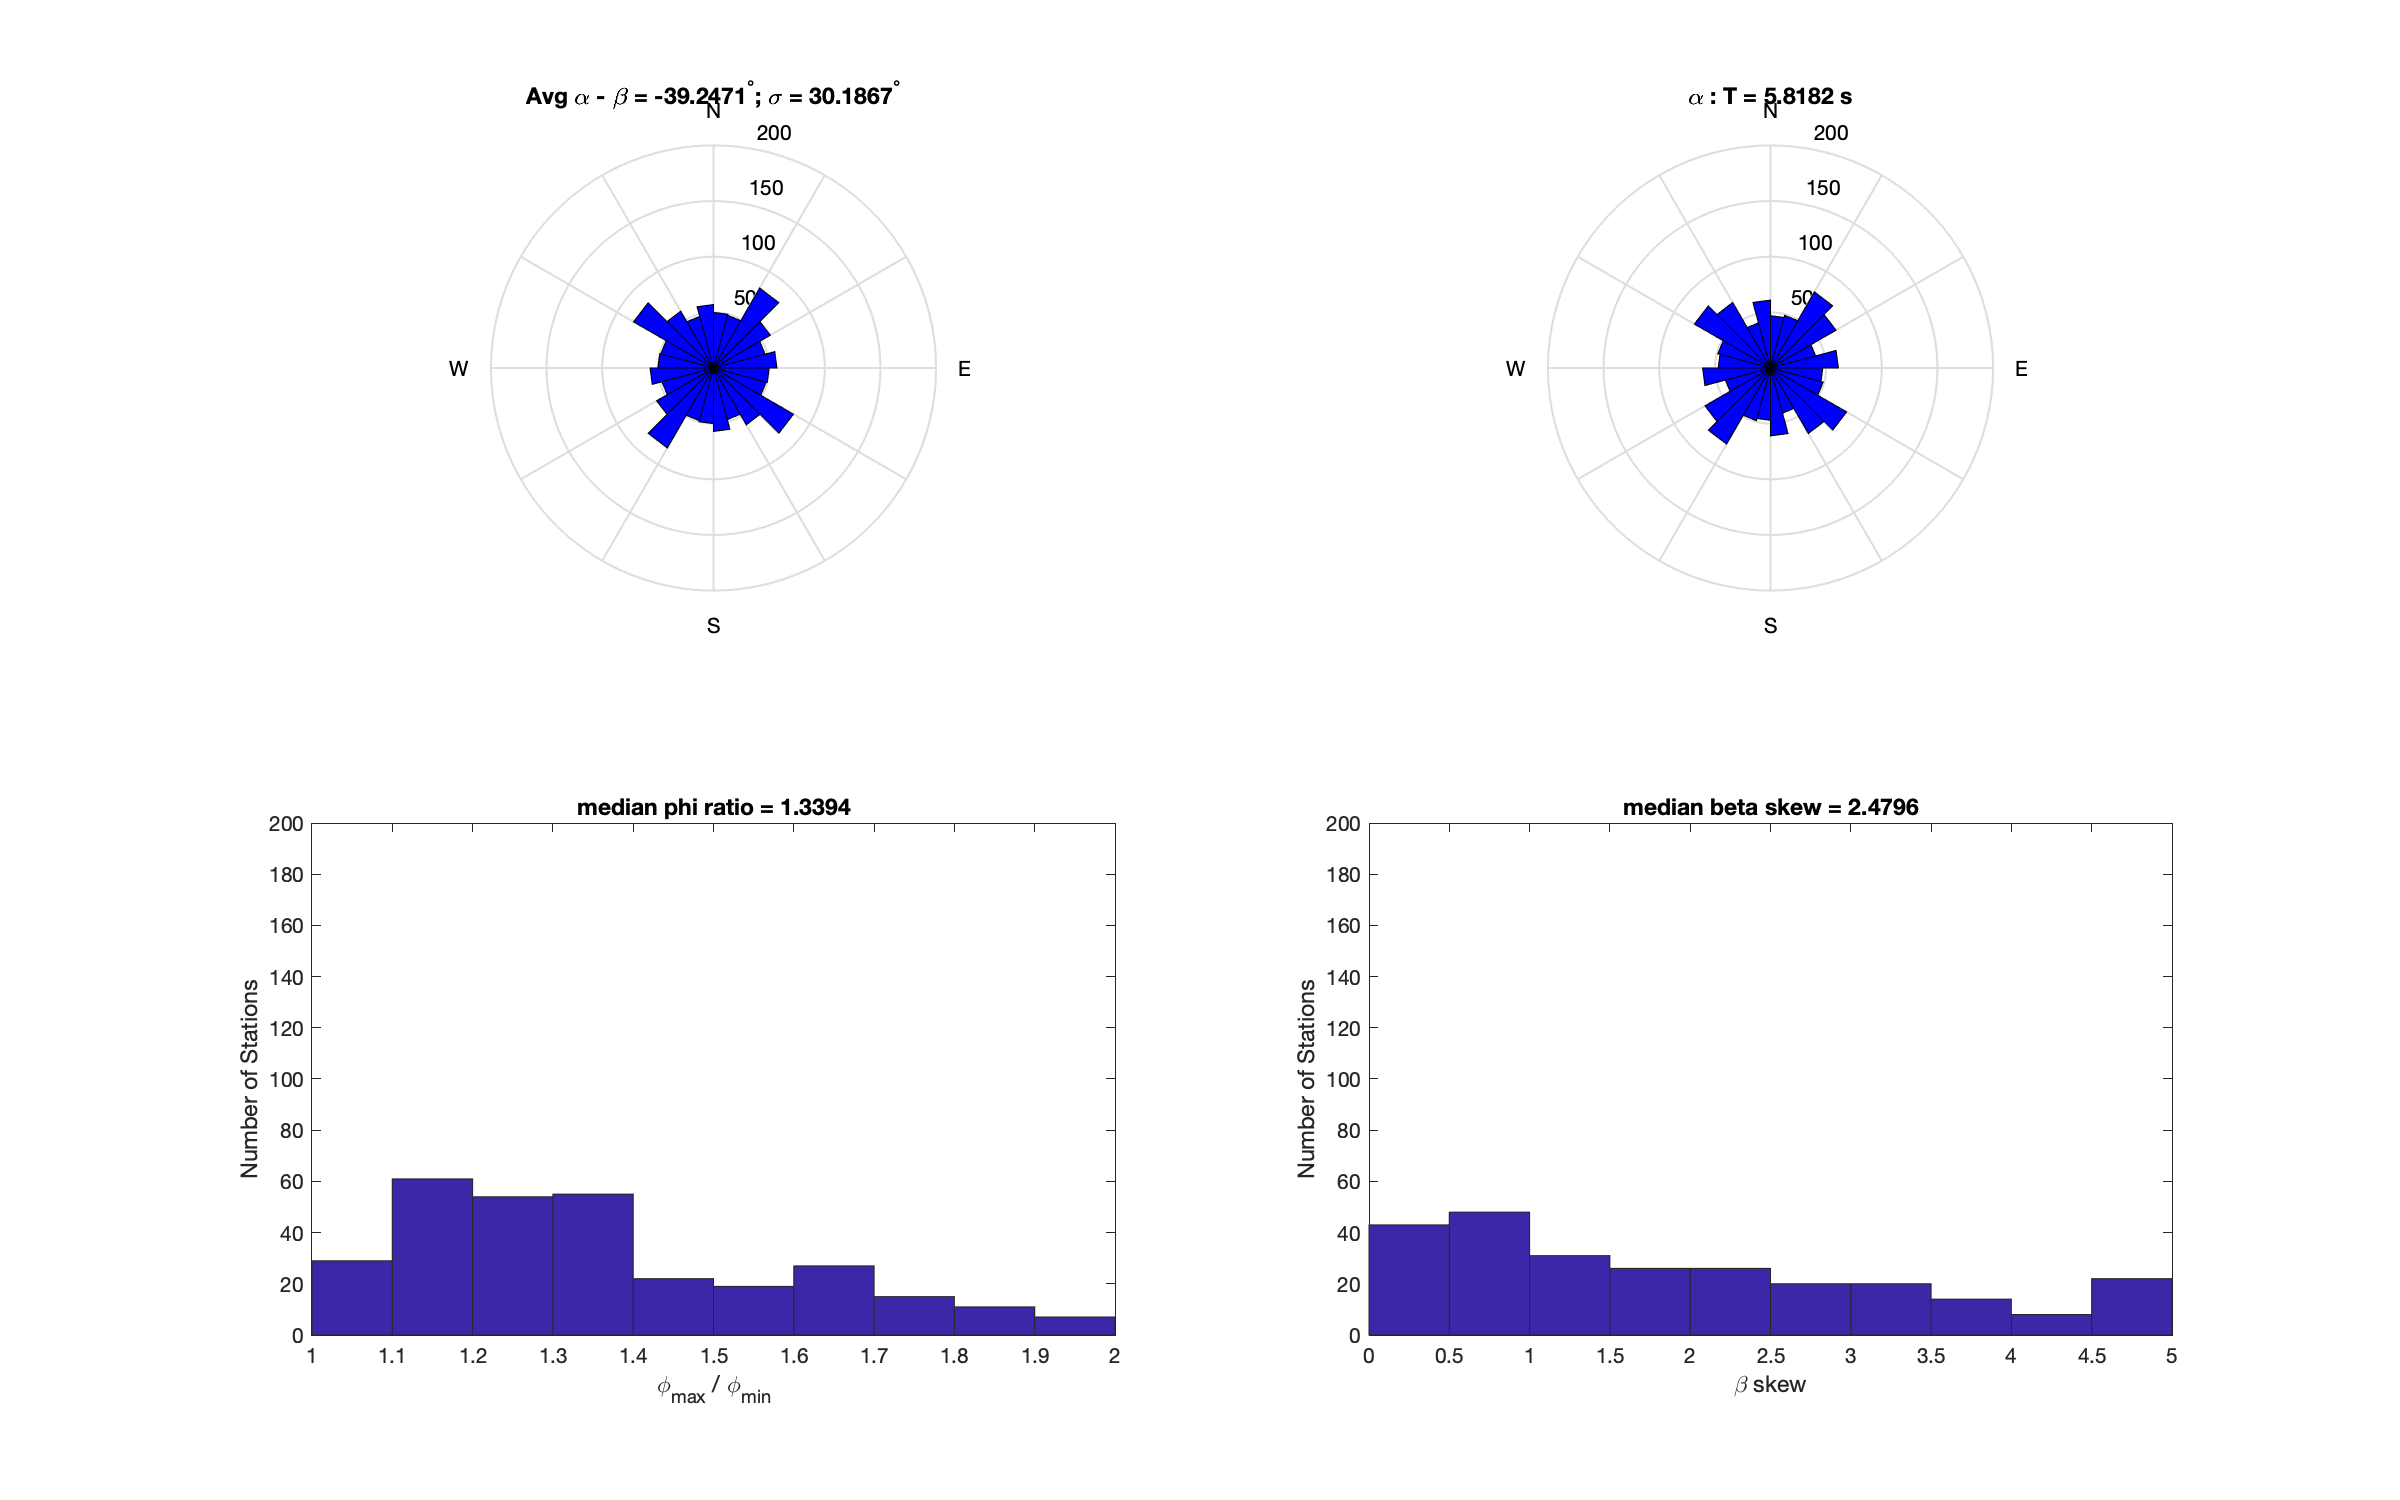 Avg α - β = -39.2471°; σ = 30.1867°
N
200
150
100
50
W
E
S
α : T = 5.8182 s
N
200
150
100
50
W
E
S
median phi ratio = 1.3394
200
180
160
140
120
100
80
60
40
20
0
Number of Stations
1 1.1 1.2 1.3 1.4 1.5 1.6 1.7 1.8 1.9 2
ϕmax / ϕmin
median beta skew = 2.4796
200
180
160
140
120
100
80
60
40
20
0
Number of Stations
0 0.5 1 1.5 2 2.5 3 3.5 4 4.5 5
β skew